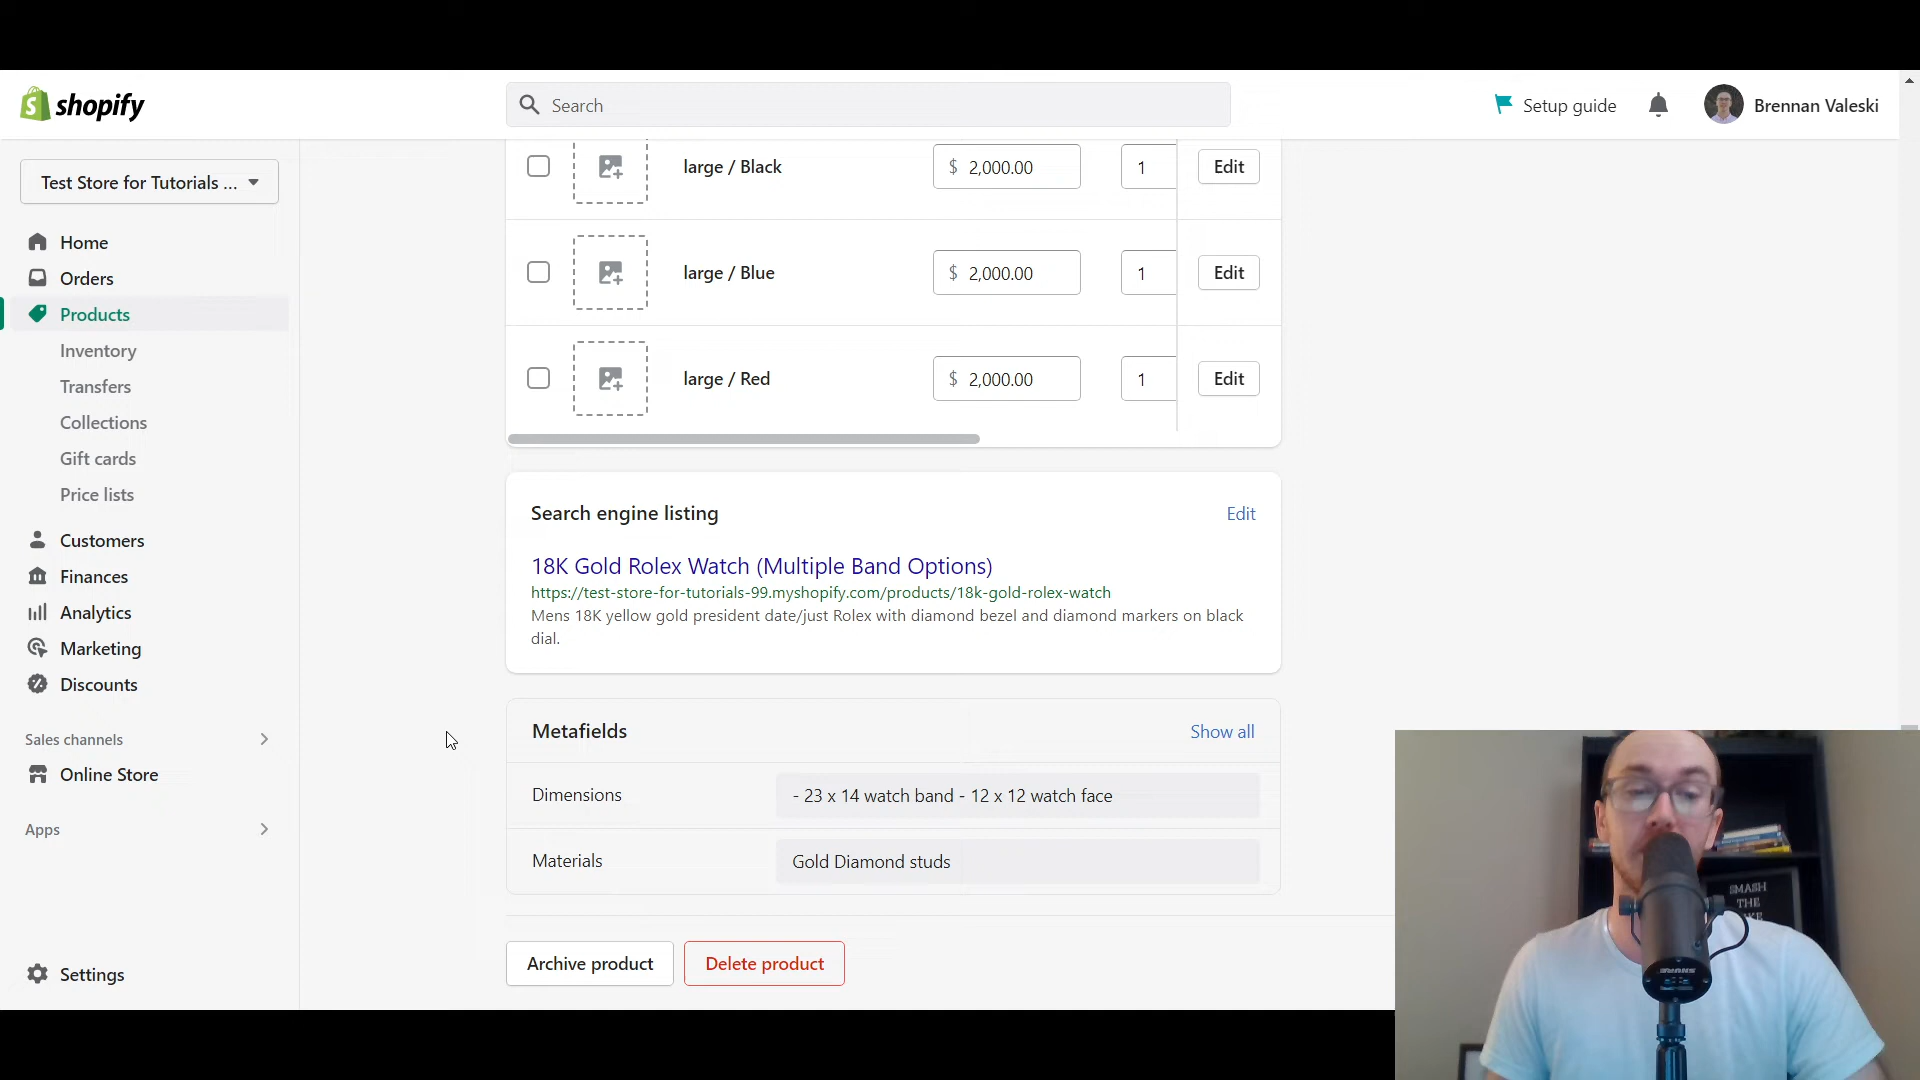 shopify
Search
Setup guide
Brennan Valeski
Test Store for Tutorials ...
Home
Orders
Products
Inventory
Transfers
Collections
Gift cards
Price lists
Customers
Finances
Analytics
Marketing
Discounts
Sales channels
Online Store
Apps
Settings
large / Black
$ 2,000.00
1
Edit
large / Blue
$ 2,000.00
1
Edit
large / Red
$ 2,000.00
1
Edit
Search engine listing
Edit
18K Gold Rolex Watch (Multiple Band Options)
https://test-store-for-tutorials-99.myshopify.com/products/18k-gold-rolex-watch
Mens 18K yellow gold president date/just Rolex with diamond bezel and diamond markers on black
dial.
Metafields
Show all
Dimensions
- 23 x 14 watch band - 12 x 12 watch face
Materials
Gold Diamond studs
Archive product
Delete product
SMASH
THE
SHURE